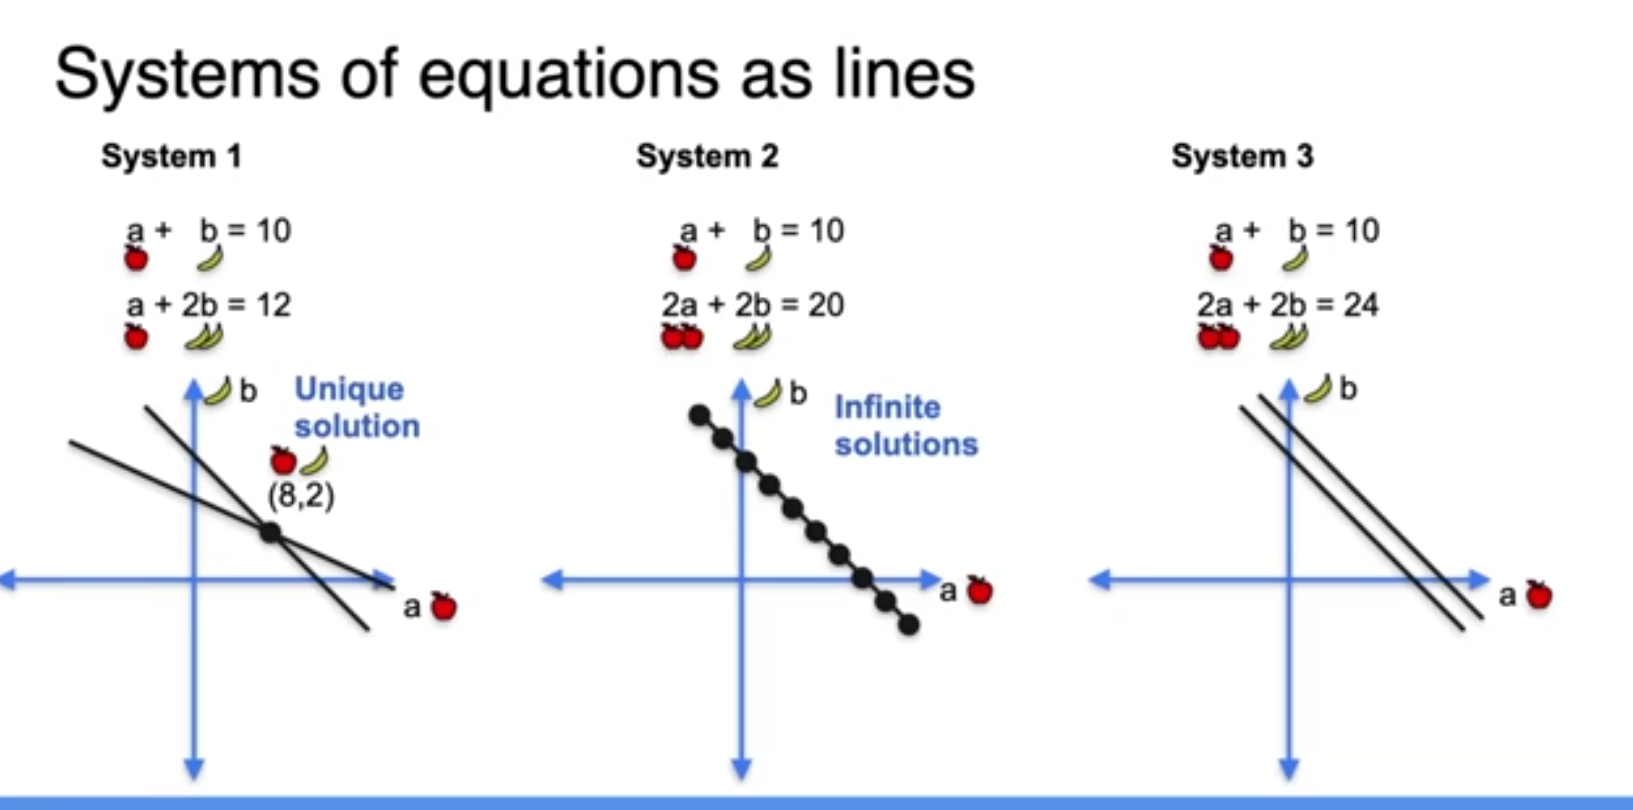 Systems of equations as lines
System 1
a + b = 10
a + 2b = 12
b
Unique
solution
(8,2)
a
System 2
a + b = 10
2a + 2b = 20
b
Infinite
solutions
a
System 3
a + b = 10
2a + 2b = 24
b
a